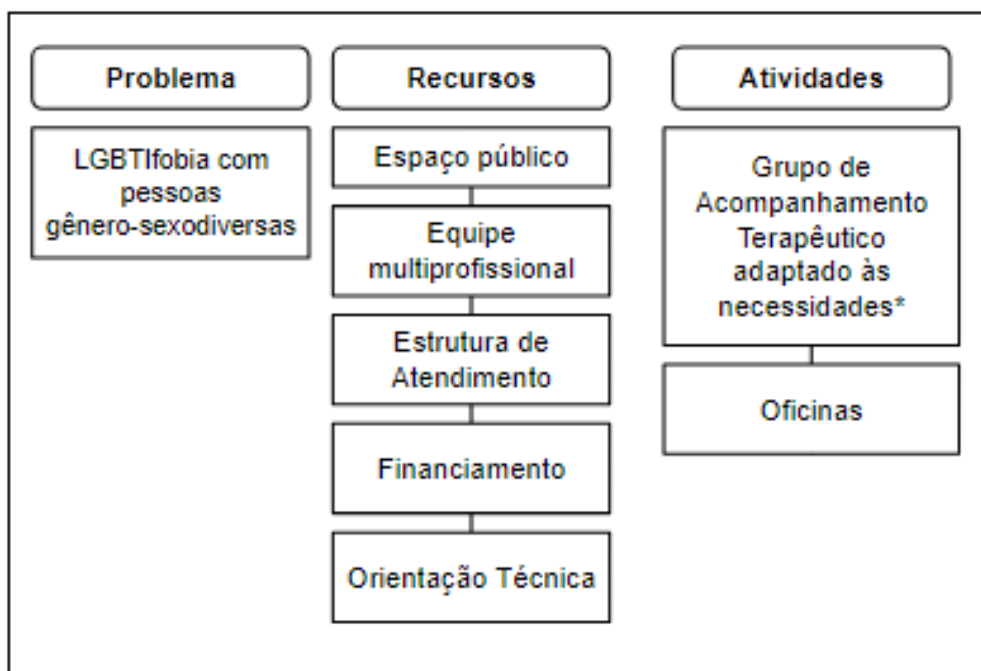 Problema
LGBTIfobia com
pessoas
gênero-sexodiversas
Recursos
Espaço público
Equipe
multiprofissional
Estrutura de
Atendimento
Financiamento
Orientação Técnica
Atividades
Grupo de
Acompanhamento
Terapêutico
adaptado às
necessidades*
Oficinas